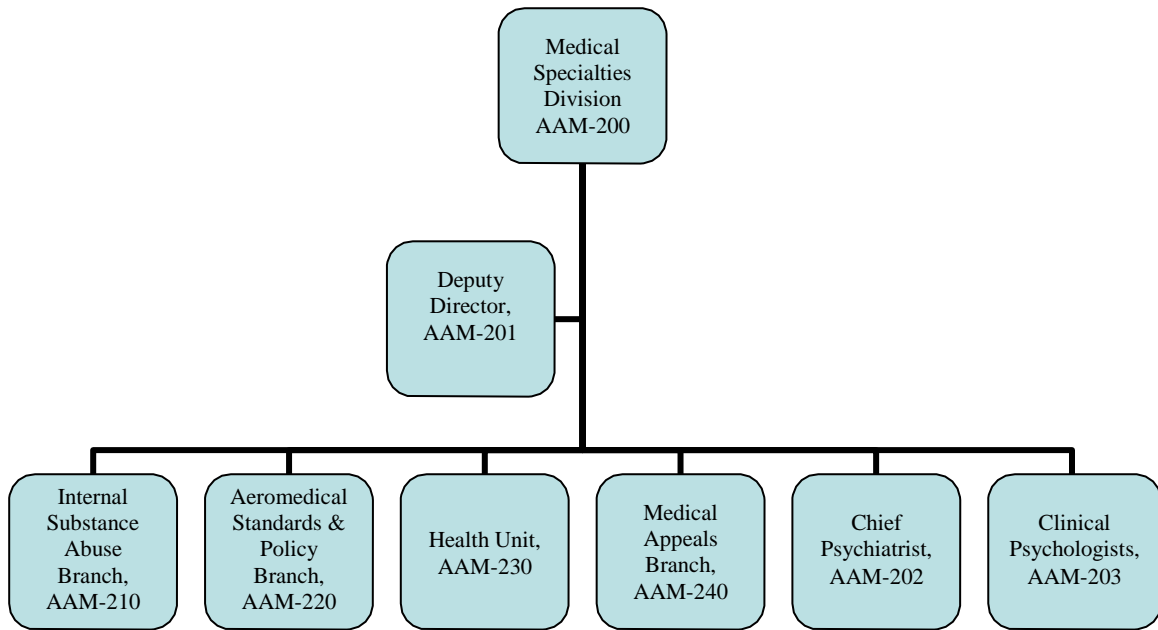 Medical
Specialties
Division
AAM-200
Deputy
Director,
AAM-201
Internal
Substance
Abuse
Branch,
AAM-210
Aeromedical
Standards &
Policy
Branch,
AAM-220
Health Unit,
AAM-230
Medical
Appeals
Branch,
AAM-240
Chief
Psychiatrist,
AAM-202
Clinical
Psychologists,
AAM-203